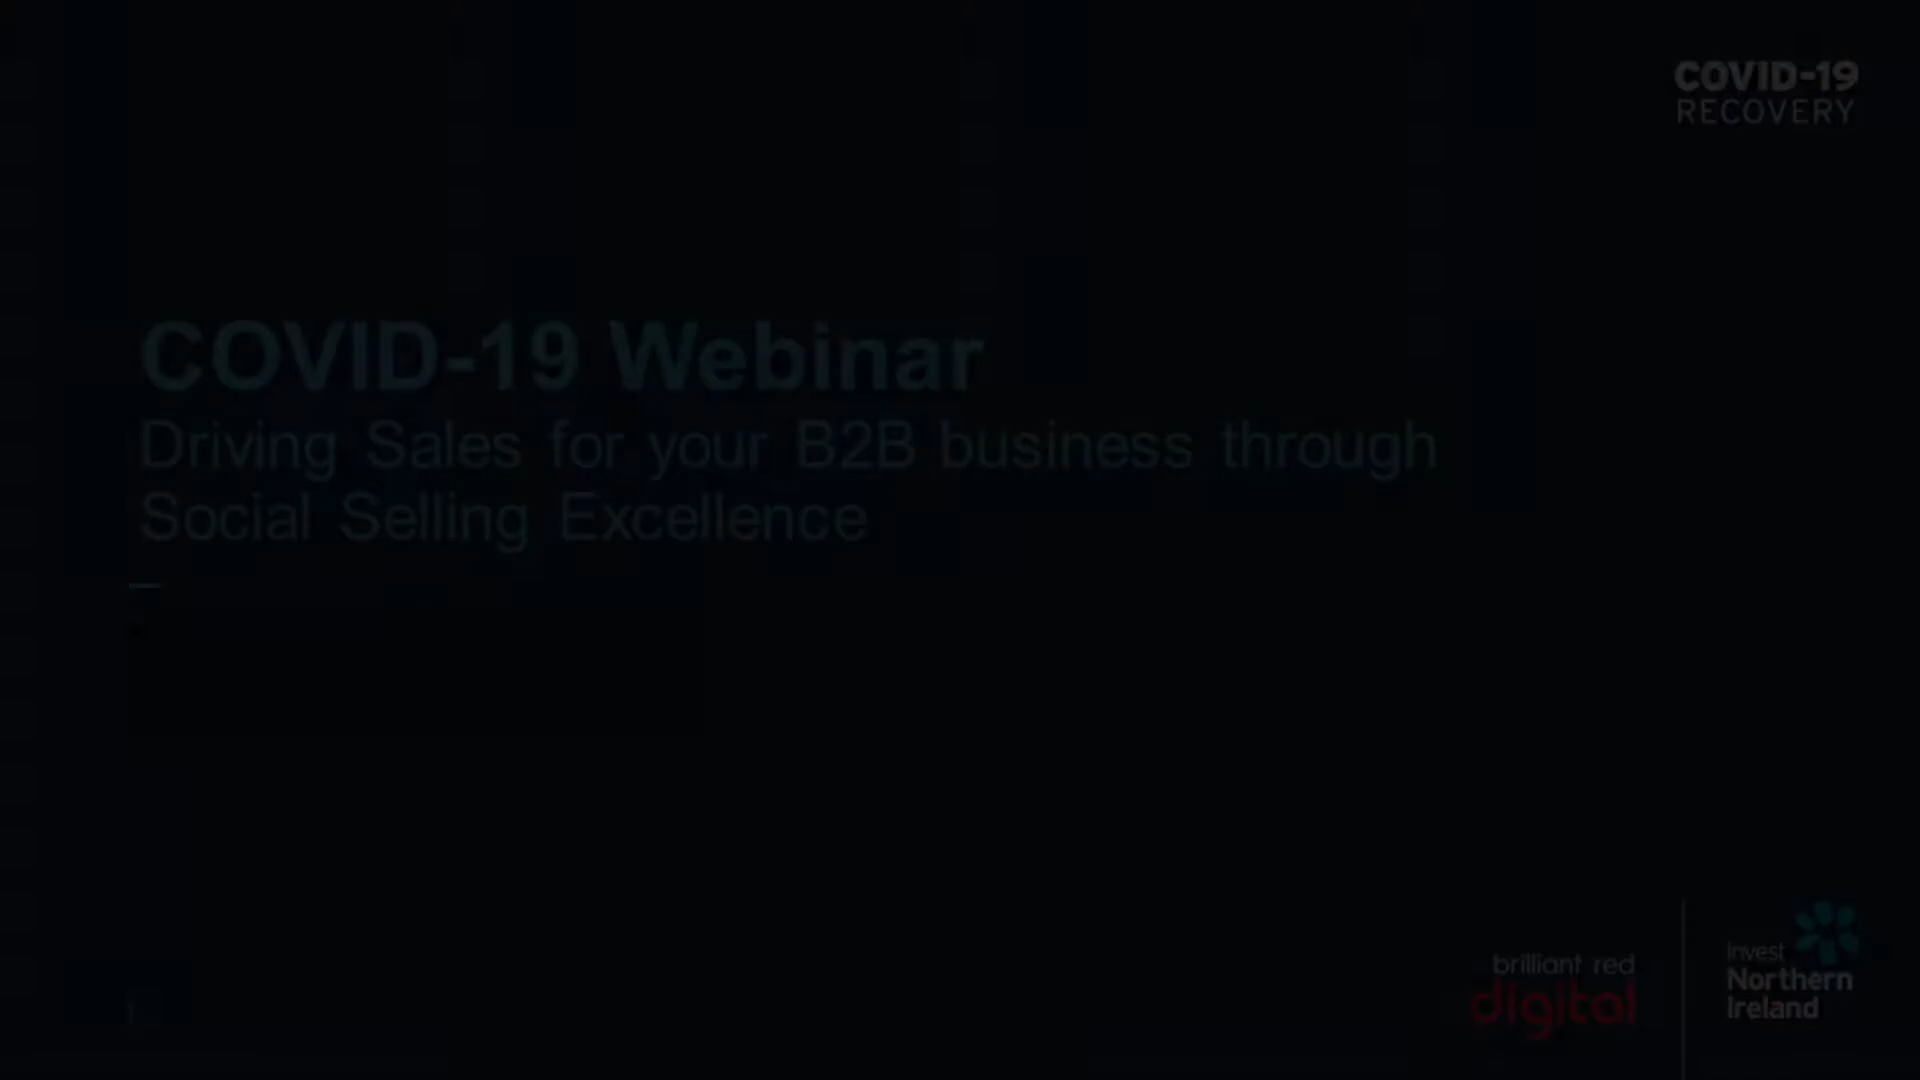 COVID-19
RECOVERY
COVID-19 Webinar
Driving Sales for your B2B business through
Social Selling Excellence
1
brilliant red
digital
Invest
Northern
Ireland